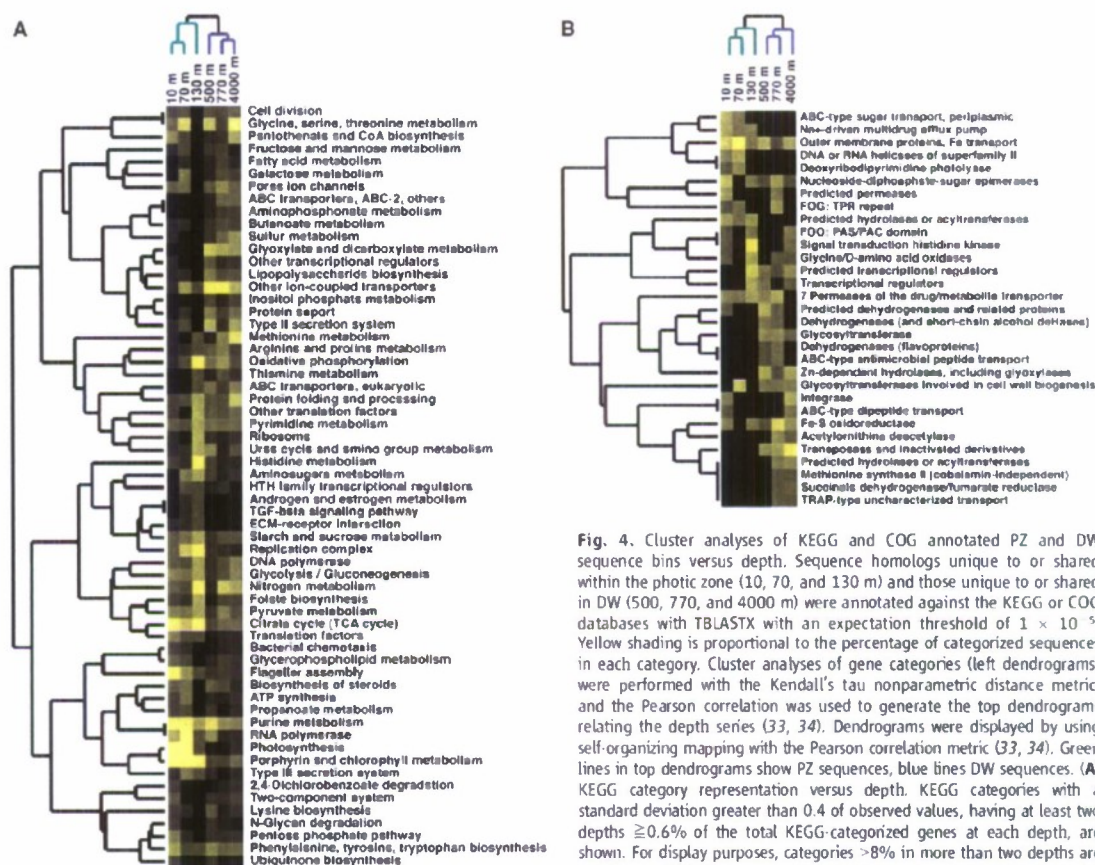 A
10 m
70 m
130 m
500 m
770 m
4000 m
Cell division
Glycine, serine, threonine metabolism
Pantothenate and CoA biosynthesis
Fructose and mannose metabolism
Fatty acid metabolism
Galactose metabolism
Pores ion channels
ABC transporters, ABC-2, others
Aminophosphonate metabolism
Butanoate metabolism
Sulfur metabolism
Glyoxylate and dicarboxylate metabolism
Other transcriptional regulators
Lipopolysaccharide biosynthesis
Other ion-coupled transporters
Inositol phosphate metabolism
Protein export
Type II secretion system
Methionine metabolism
Arginine and proline metabolism
Oxidative phosphorylation
Thiamine metabolism
ABC transporters, eukaryotic
Protein folding and processing
Other translation factors
Pyrimidine metabolism
Ribosome
Urea cycle and amino group metabolism
Histidine metabolism
Aminosugars metabolism
HTH family transcriptional regulators
Androgen and estrogen metabolism
TGF-beta signaling pathway
ECM-receptor interaction
Starch and sucrose metabolism
Replication complex
DNA polymerase
Glycolysis / Gluconeogenesis
Nitrogen metabolism
Folate biosynthesis
Pyruvate metabolism
Citrate cycle (TCA cycle)
Translation factors
Bacterial chemotaxis
Glycerophospholipid metabolism
Flagellar assembly
Biosynthesis of steroids
ATP synthesis
Propanoate metabolism
Purine metabolism
RNA polymerase
Photosynthesis
Porphyrin and chlorophyll metabolism
Type III secretion system
2,4-Dichlorobenzoate degradation
Two-component system
Lysine biosynthesis
N-Glycan degradation
Pentose phosphate pathway
Phenylalanine, tyrosine, tryptophan biosynthesis
Ubiquinone biosynthesis
B
10 m
70 m
130 m
500 m
770 m
4000 m
ABC-type sugar transport, periplasmic
Na+-driven multidrug efflux pump
Outer membrane proteins, Fe transport
DNA or RNA helicases of superfamily II
Deoxyribodipyrimidine photolyase
Nucleoside-diphosphate-sugar epimerases
Predicted permeases
FOG: TPR repeat
Predicted hydrolases or acyltransferases
FOG: PAS/PAC domain
Signal transduction histidine kinase
Glycine/D-amino acid oxidases
Predicted transcriptional regulators
Transcriptional regulators
7 Permeases of the drug/metabolite transporter
Predicted dehydrogenases and related proteins
Dehydrogenases (and short-chain alcohol deHases)
Glycosyltransferase
Dehydrogenases (flavoproteins)
ABC-type antimicrobial peptide transport
Zn-dependent hydrolases, including glyoxylases
Glycosyltransferases involved in cell wall biogenesis
Integrase
ABC-type dipeptide transport
Fe-S oxidoreductase
Acetylornithine deacetylase
Transposase and inactivated derivatives
Predicted hydrolases or acyltransferases
Methionine synthase II (cobalamin-independent)
Succinate dehydrogenase/fumarate reductase
TRAP-type uncharacterized transport
Fig. 4. Cluster analyses of KEGG and COG annotated PZ and DW
sequence bins versus depth. Sequence homologs unique to or shared
within the photic zone (10, 70, and 130 m) and those unique to or shared
in DW (500, 770, and 4000 m) were annotated against the KEGG or COG
databases with TBLASTX with an expectation threshold of 1 × 10⁻⁵
Yellow shading is proportional to the percentage of categorized sequence
in each category. Cluster analyses of gene categories (left dendrograms
were performed with the Kendall's tau nonparametric distance metric
and the Pearson correlation was used to generate the top dendrogram
relating the depth series (33, 34). Dendrograms were displayed by using
self-organizing mapping with the Pearson correlation metric (33, 34). Green
lines in top dendrograms show PZ sequences, blue lines DW sequences. (A
KEGG category representation versus depth. KEGG categories with
standard deviation greater than 0.4 of observed values, having at least two
depths ≧0.6% of the total KEGG-categorized genes at each depth, are
shown. For display purposes, categories >8% in more than two depths are